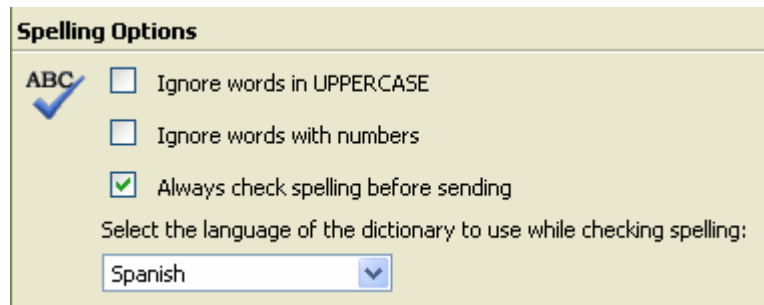 Spelling Options
ABC
Ignore words in UPPERCASE
Ignore words with numbers
Always check spelling before sending
Select the language of the dictionary to use while checking spelling:
Spanish